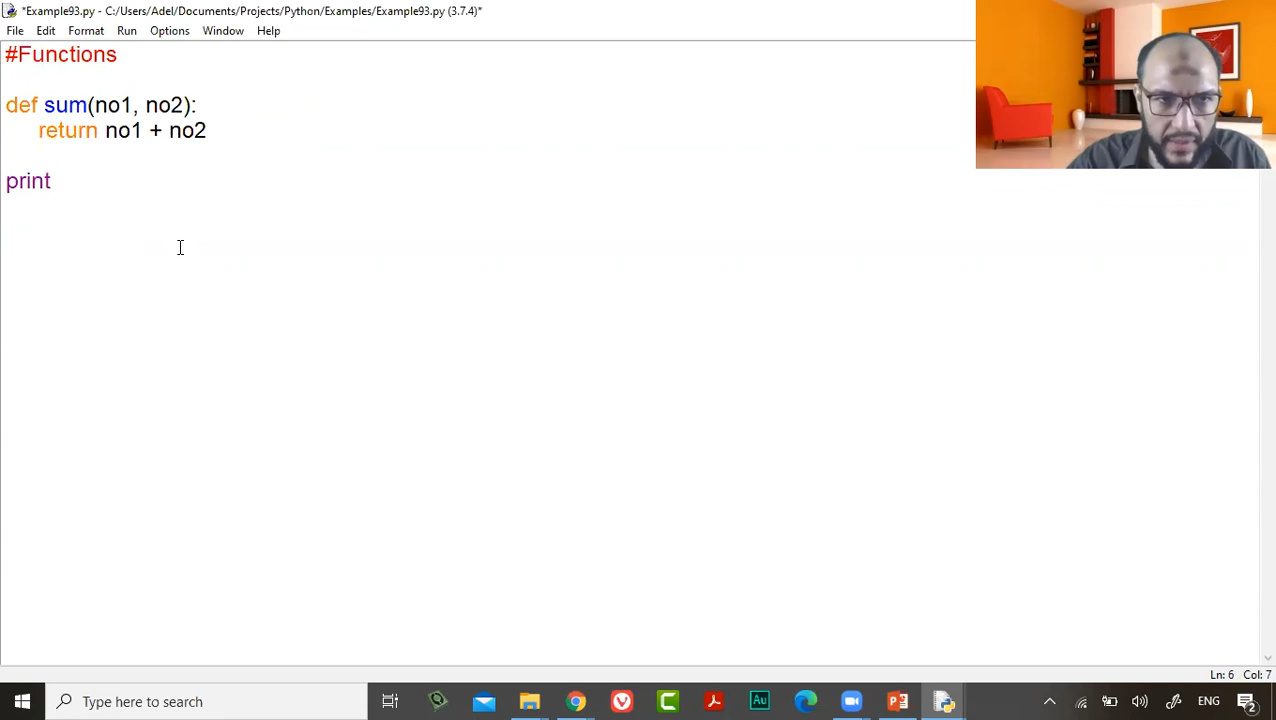 *Example93.py - C:/Users/Adel/Documents/Projects/Python/Examples/Example93.py (3.7.4)*
File Edit Format Run Options Window Help
#Functions
def sum(no1, no2):
return no1 + no2
print
Ln: 6 Col: 7
Type here to search
Au
ENG
2